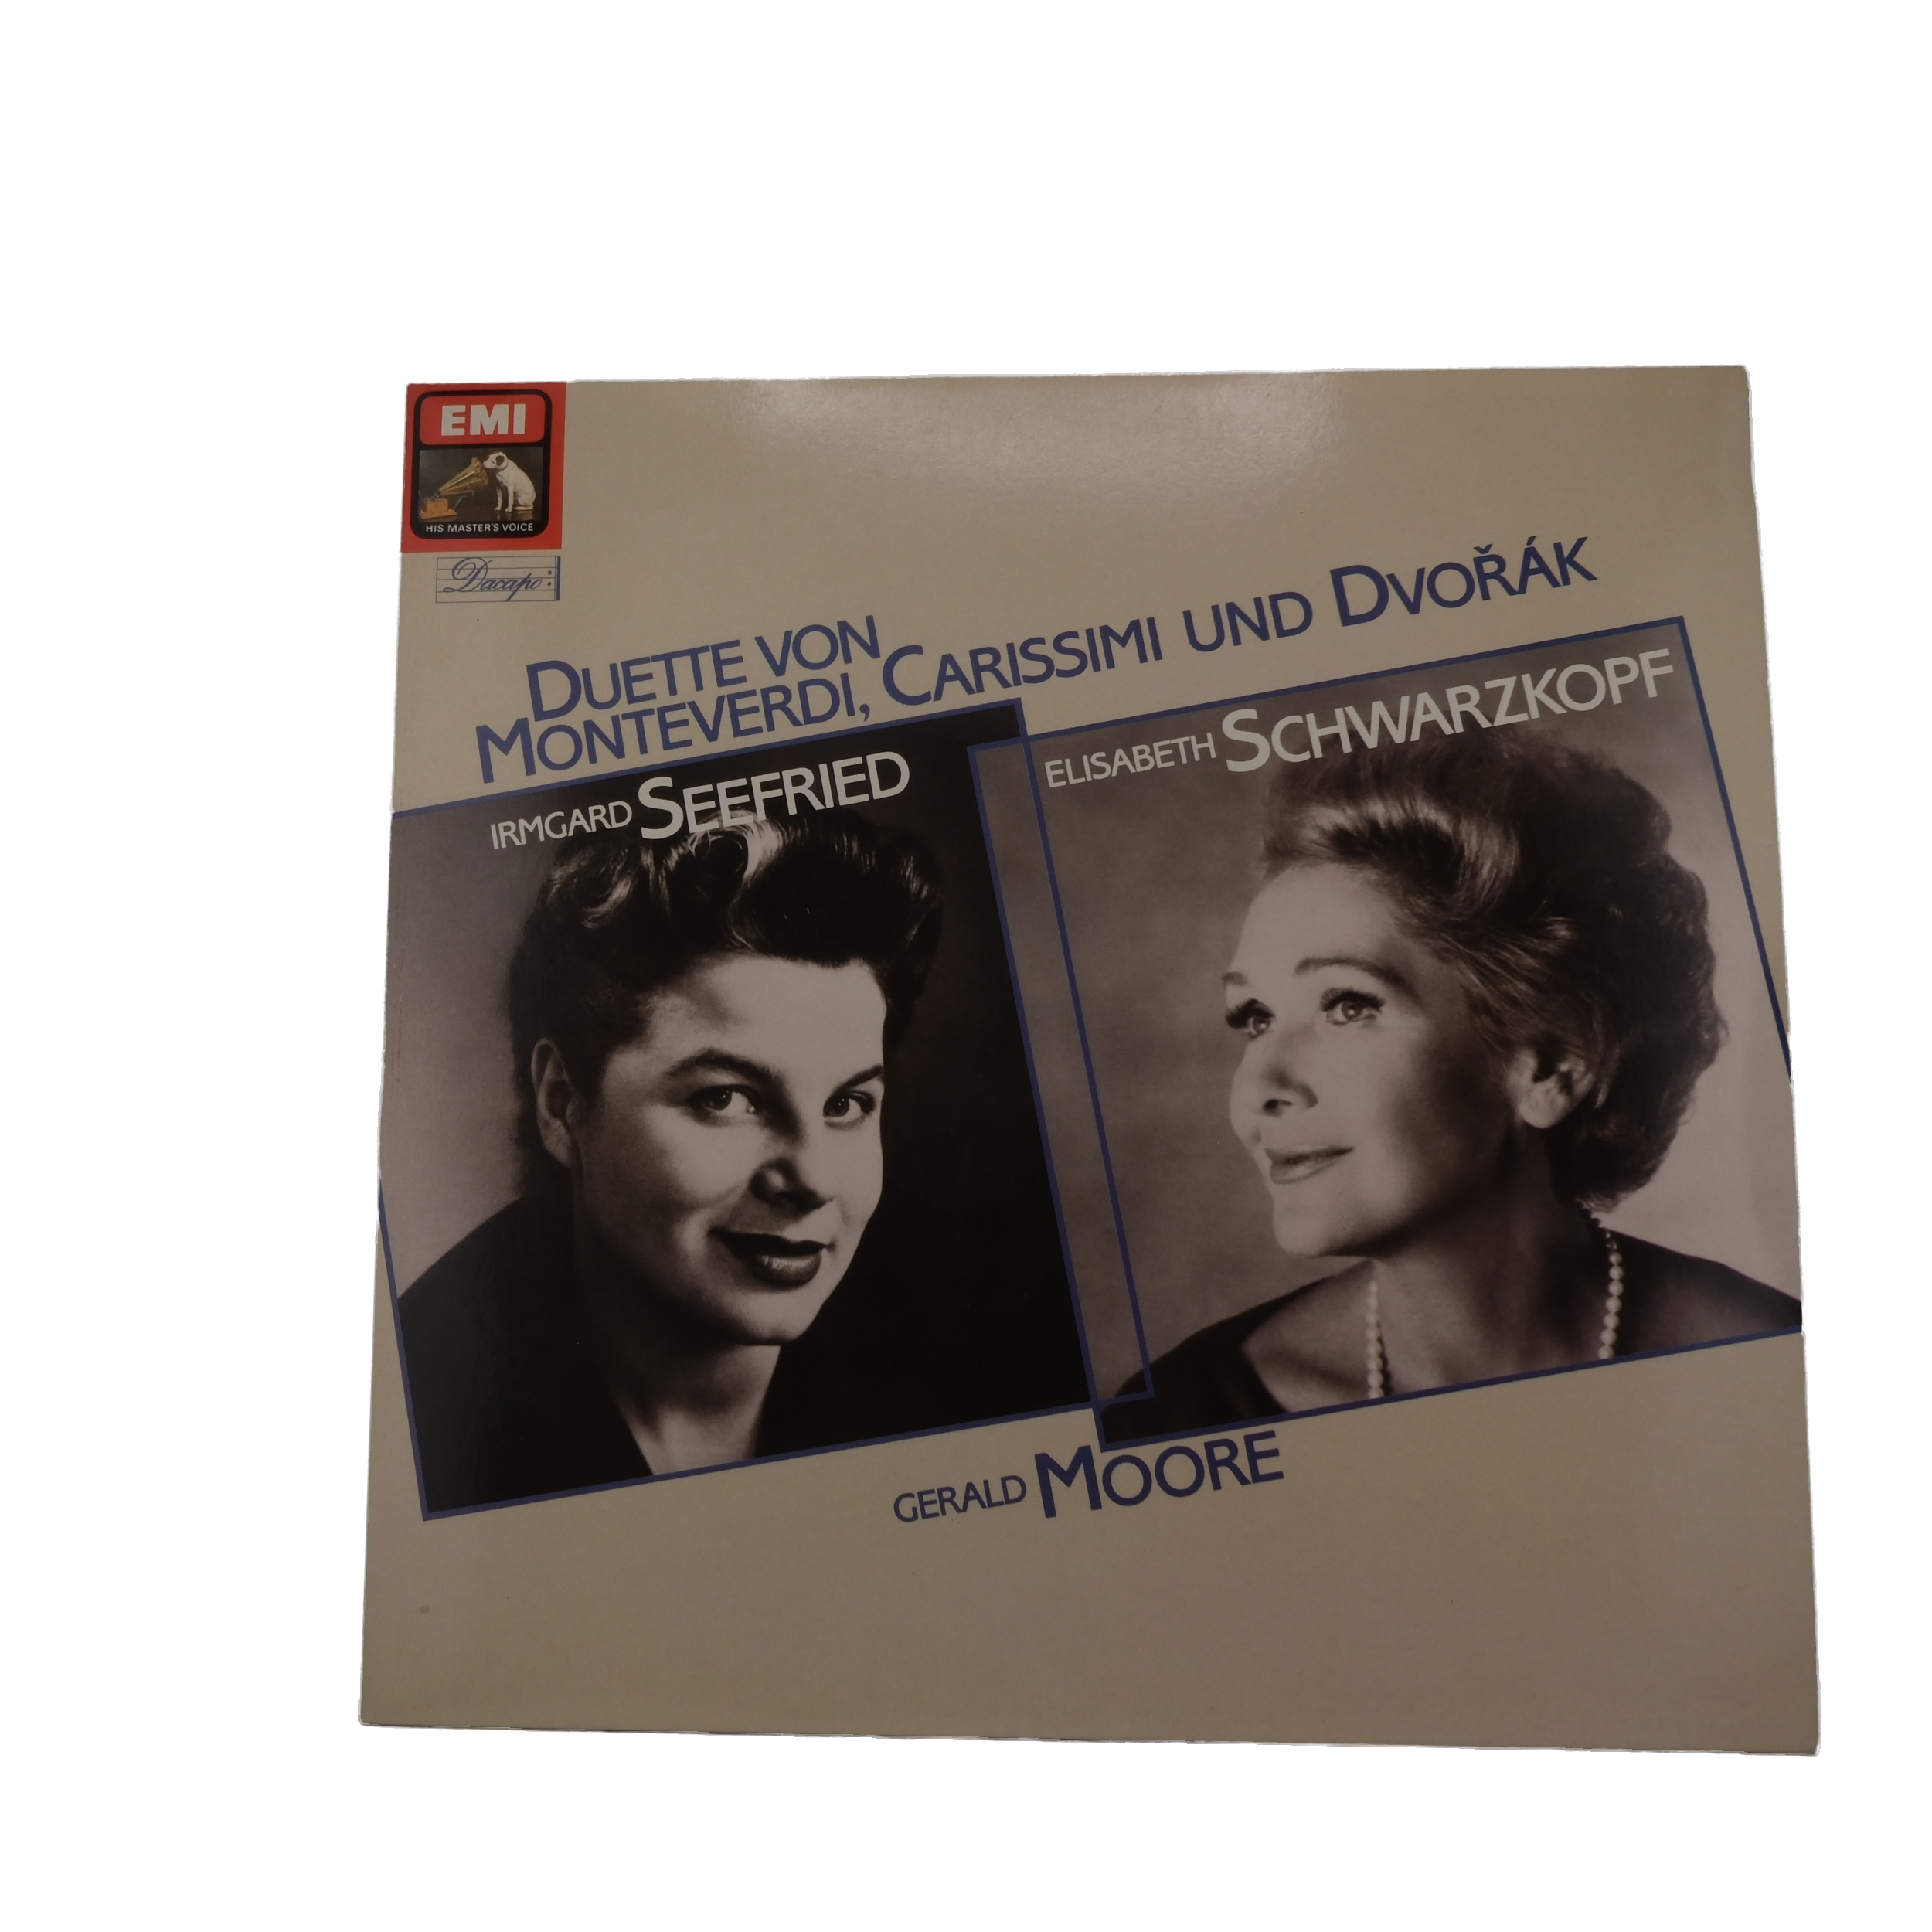 EMI
HIS MASTER'S VOICE
Dacapo
DUETTE VON
MONTEVERDI, CARISSIMI UND DVOŘÁK
IRMGARD SEEFRIED
ELISABETH SCHWARZKOPF
GERALD MOORE